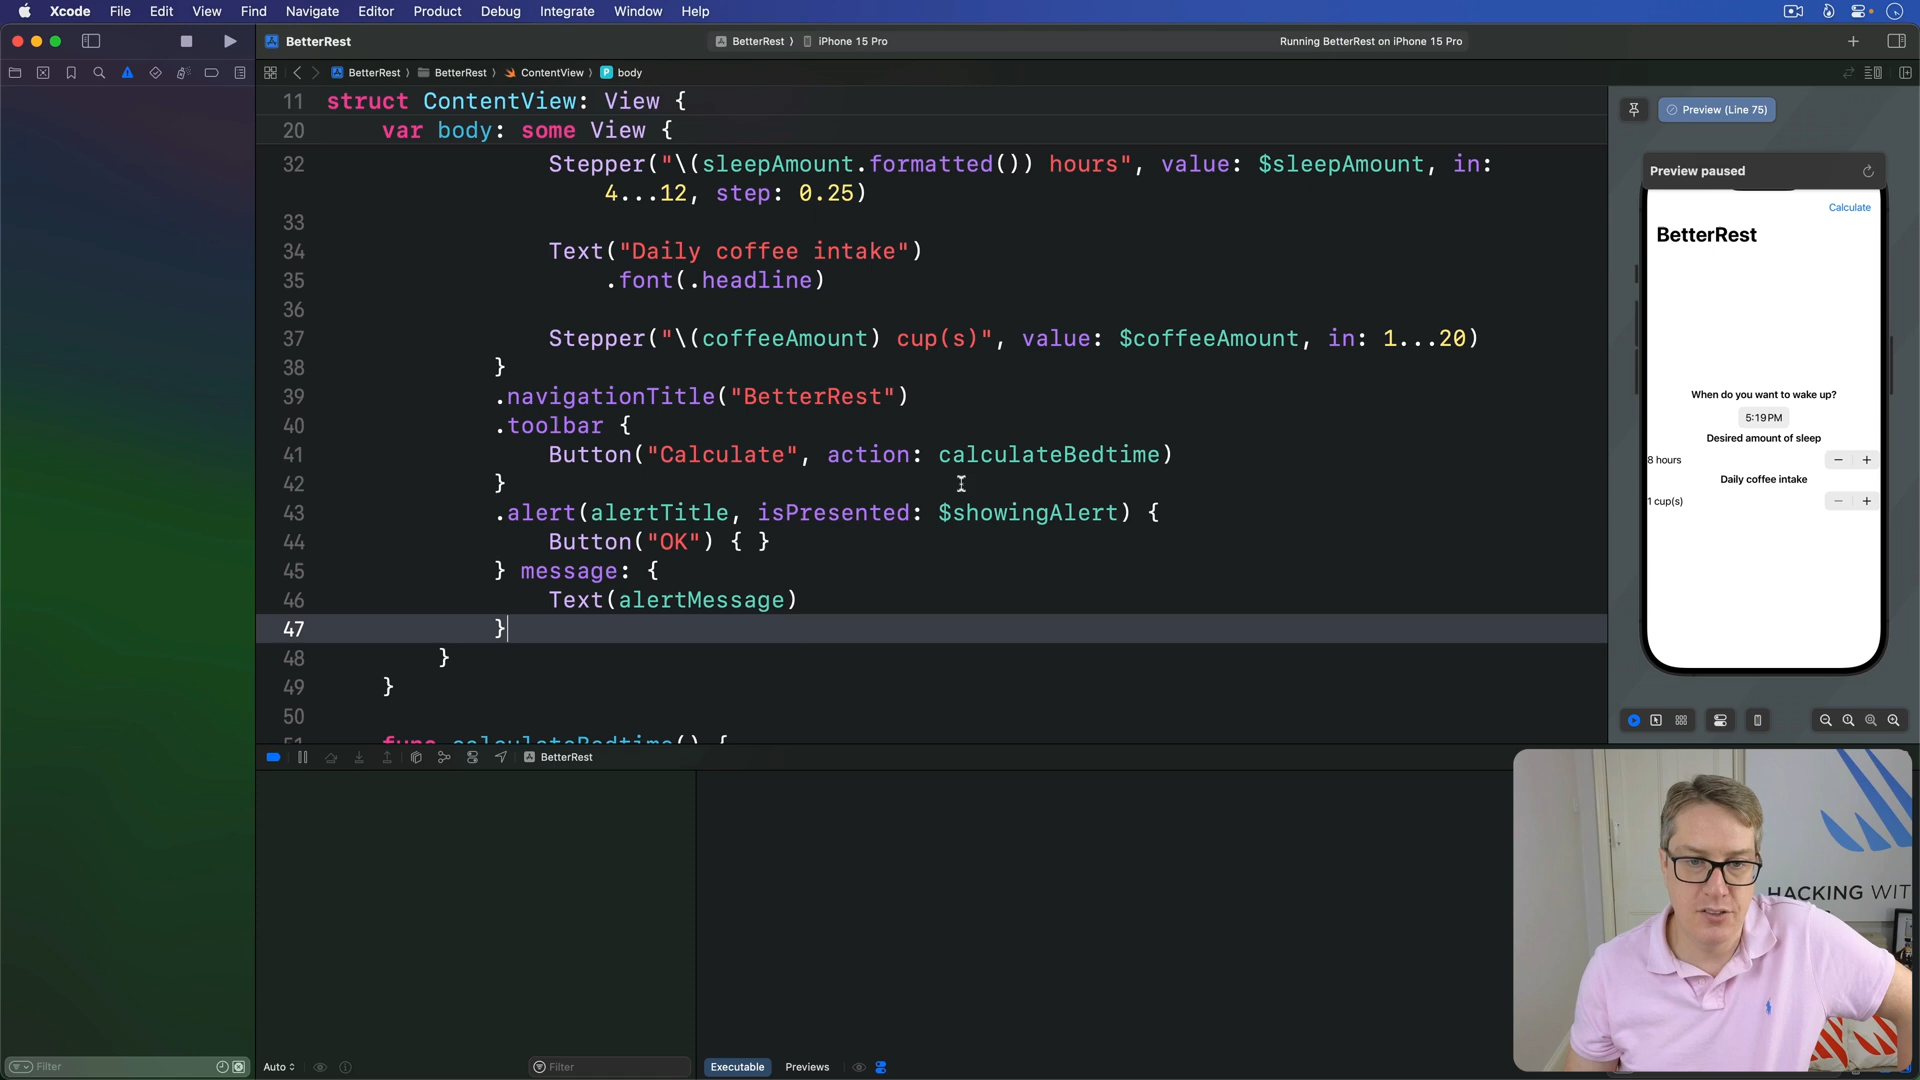 Xcode File Edit View Find Navigate Editor Product Debug Integrate Window Help
BetterRest
BetterRest 〉 iPhone 15 Pro
Running BetterRest on iPhone 15 Pro
BetterRest 〉 BetterRest 〉 ContentView 〉 P body
11 struct ContentView: View {
20 var body: some View {
32 Stepper("\(sleepAmount.formatted()) hours", value: $sleepAmount, in:
4...12, step: 0.25)
33
34 Text("Daily coffee intake")
35 .font(.headline)
36
37 Stepper("\(coffeeAmount) cup(s)", value: $coffeeAmount, in: 1...20)
38 }
39 .navigationTitle("BetterRest")
40 .toolbar {
41 Button("Calculate", action: calculateBedtime)
42 }
43 .alert(alertTitle, isPresented: $showingAlert) {
44 Button("OK") { }
45 } message: {
46 Text(alertMessage)
47 }
48 }
49 }
50
51 func calculateBedtime() {
Preview (Line 75)
Preview paused
Calculate
BetterRest
When do you want to wake up?
5:19 PM
Desired amount of sleep
8 hours
Daily coffee intake
1 cup(s)
BetterRest
HACKING WIT
Filter
Auto
Filter
Executable
Previews